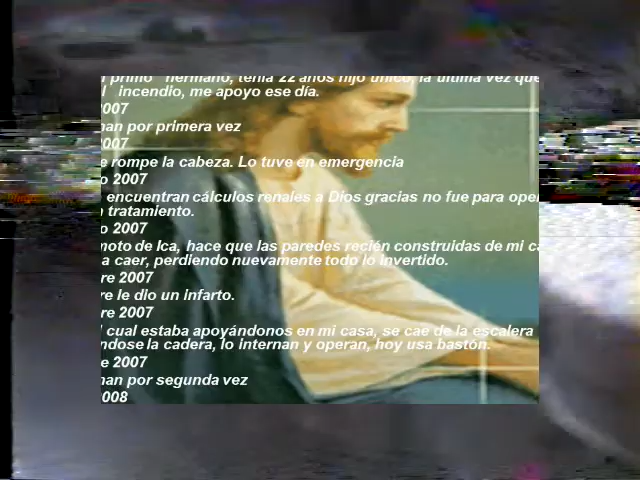 primo hermano, tenía 22 años hijo único, la última vez que
incendio, me apoyo ese día.
2007
nan por primera vez
2007
e rompe la cabeza. Lo tuve en emergencia
o 2007
encuentran cálculos renales a Dios gracias no fue para oper
tratamiento.
o 2007
moto de Ica, hace que las paredes recién construidas de mi ca
a caer, perdiendo nuevamente todo lo invertido.
re 2007
re le dio un infarto.
re 2007
l cual estaba apoyándonos en mi casa, se cae de la escalera
ndose la cadera, lo internan y operan, hoy usa bastón.
e 2007
nan por segunda vez
2008